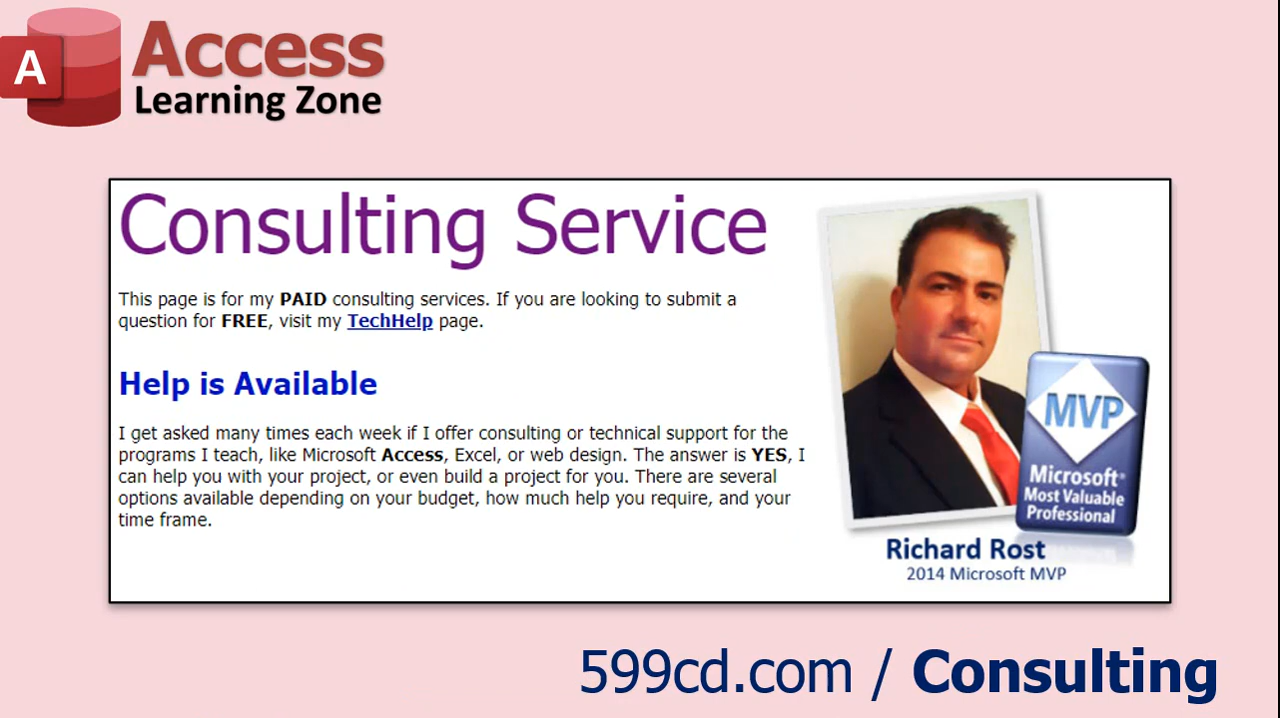 A
Access
Learning Zone
Consulting Service
This page is for my PAID consulting services. If you are looking to submit a
question for FREE, visit my TechHelp page.
Help is Available
I get asked many times each week if I offer consulting or technical support for the
programs I teach, like Microsoft Access, Excel, or web design. The answer is YES, I
can help you with your project, or even build a project for you. There are several
options available depending on your budget, how much help you require, and your
time frame.
MVP
Microsoft®
Most Valuable
Professional
Richard Rost
2014 Microsoft MVP
599cd.com / Consulting